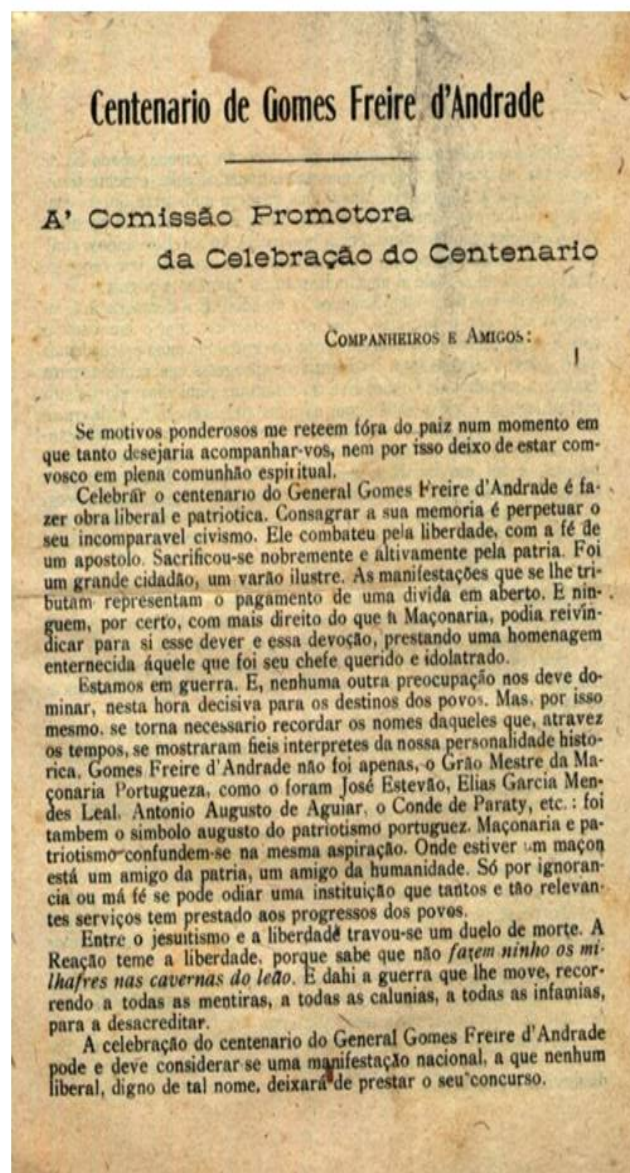 Centenario de Gomes Freire d'Andrade
A' Comissão Promotora
da Celebração do Centenario
COMPANHEIROS E AMIGOS:
Se motivos ponderosos me reteem fóra do paiz num momento em
que tanto desejaria acompanhar-vos, nem por isso deixo de estar com-
vosco em plena comunhão espiritual.
Celebrar o centenario do General Gomes Freire d'Andrade é fa-
zer obra liberal e patriotica. Consagrar a sua memoria é perpetuar o
seu incomparavel civismo. Ele combateu pela liberdade, com a fé de
um apostolo. Sacrificou-se nobremente e altivamente pela patria. Foi
um grande cidadão, um varão ilustre. As manifestações que se lhe tri-
butam representam o pagamento de uma divida em aberto. E nin-
guem, por certo, com mais direito do que a Maçonaria, podia reivin-
dicar para si esse dever e essa devoção, prestando uma homenagem
enternecida áquele que foi seu chefe querido e idolatrado.
Estamos em guerra. E, nenhuma outra preocupação nos deve do-
minar, nesta hora decisiva para os destinos dos povos. Mas, por isso
mesmo, se torna necessario recordar os nomes daqueles que, atravez
os tempos, se mostraram fieis interpretes da nossa personalidade histo-
rica. Gomes Freire d'Andrade não foi apenas, o Grão Mestre da Ma-
çonaria Portugueza, como o foram José Estevão, Elias Garcia Men-
des Leal, Antonio Augusto de Aguiar, o Conde de Paraty, etc.: foi
tambem o simbolo augusto do patriotismo portuguez. Maçonaria e pa-
triotismo confundem-se na mesma aspiração. Onde estiver um maçon
está um amigo da patria, um amigo da humanidade. Só por ignoran-
cia ou má fé se pode odiar uma instituição que tantos e tão relevan-
tes serviços tem prestado aos progressos dos povos.
Entre o jesuitismo e a liberdade travou-se um duelo de morte. A
Reação teme a liberdade, porque sabe que não fazem ninho os mi-
lhafres nas cavernas do leão. E dahi a guerra que lhe move, recor-
rendo a todas as mentiras, a todas as calunias, a todas as infamias,
para a desacreditar.
A celebração do centenario do General Gomes Freire d'Andrade
pode e deve considerar-se uma manifestação nacional, a que nenhum
liberal, digno de tal nome, deixará de prestar o seu concurso.